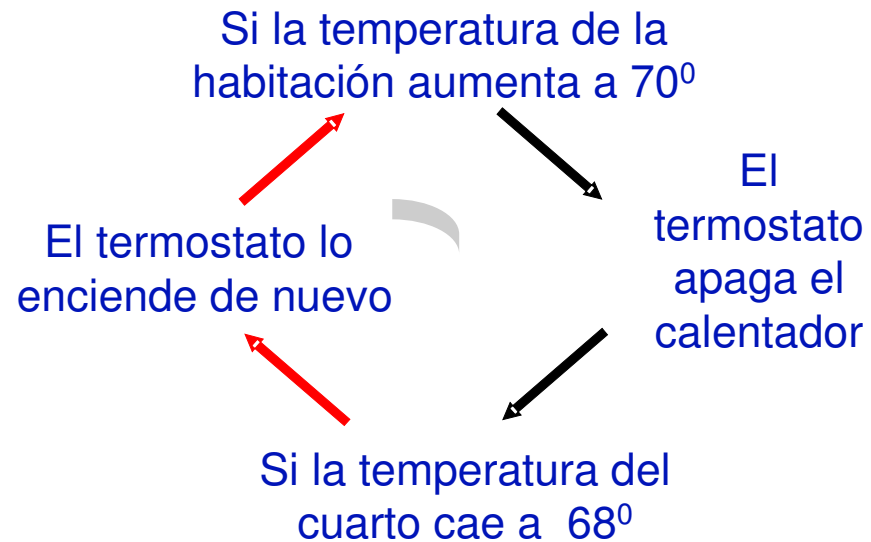 Si la temperatura de la
habitación aumenta a 70⁰
El
termostato
apaga el
calentador
Si la temperatura del
cuarto cae a 68⁰
El termostato lo
enciende de nuevo